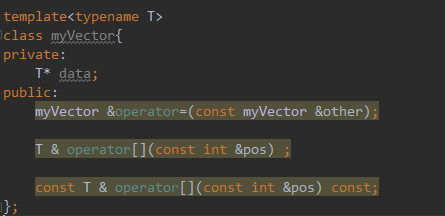 template<typename T>
class myVector{
private:
    T* data;
public:
    myVector &operator=(const myVector &other);
    T & operator[](const int &pos) ;
    const T & operator[](const int &pos) const;
};